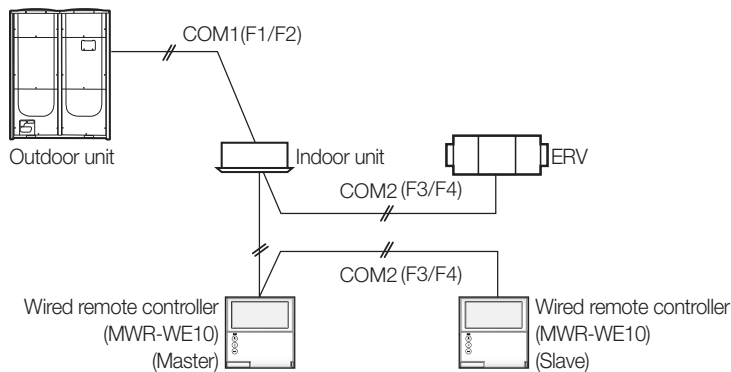 COM1(F1/F2)
Outdoor unit
Indoor unit
ERV
COM2 (F3/F4)
COM2 (F3/F4)
Wired remote controller
(MWR-WE10)
(Master)
Wired remote controller
(MWR-WE10)
(Slave)